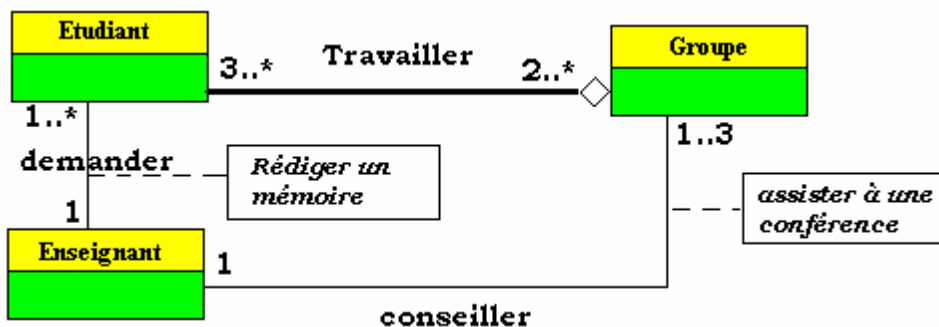 Etudiant
Groupe
Travailler
3..*
2..*
1..*
1..3
demander
Rédiger un
mémoire
assister à une
conférence
1
Enseignant
1
conseiller